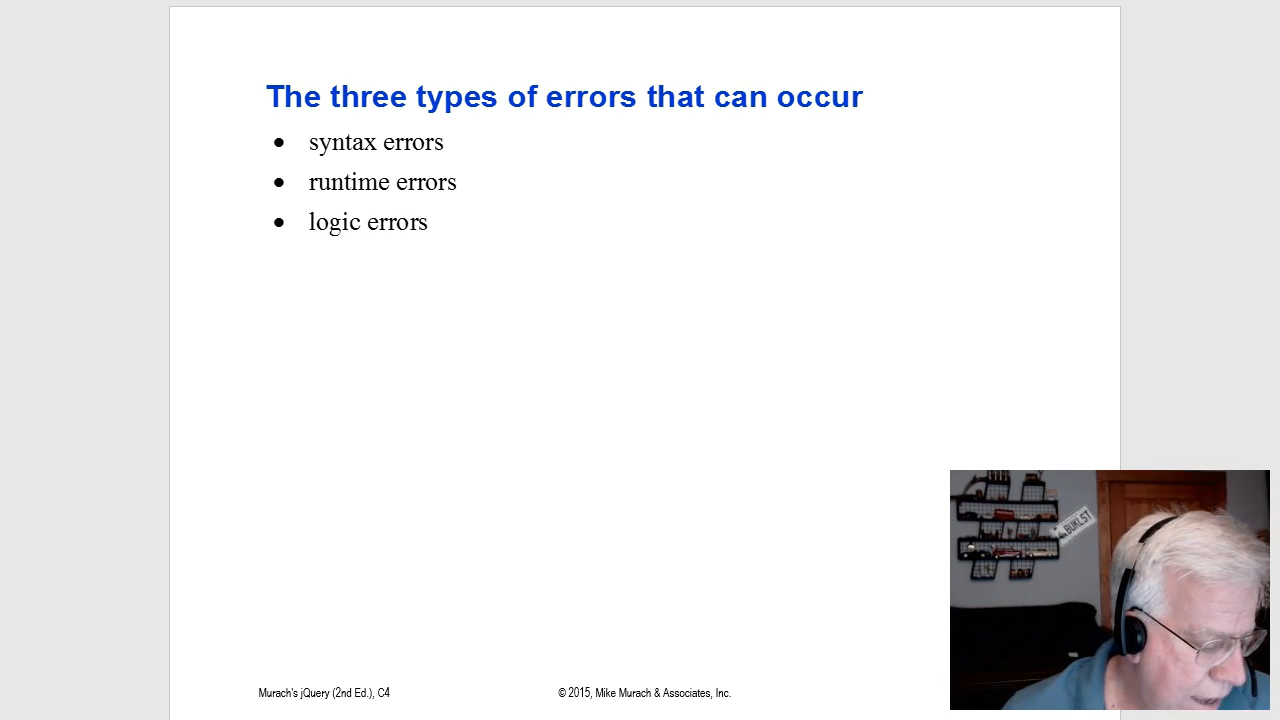 The three types of errors that can occur
• syntax errors
• runtime errors
• logic errors
BUKLST
Murach's jQuery (2nd Ed.), C4
© 2015, Mike Murach & Associates, Inc.